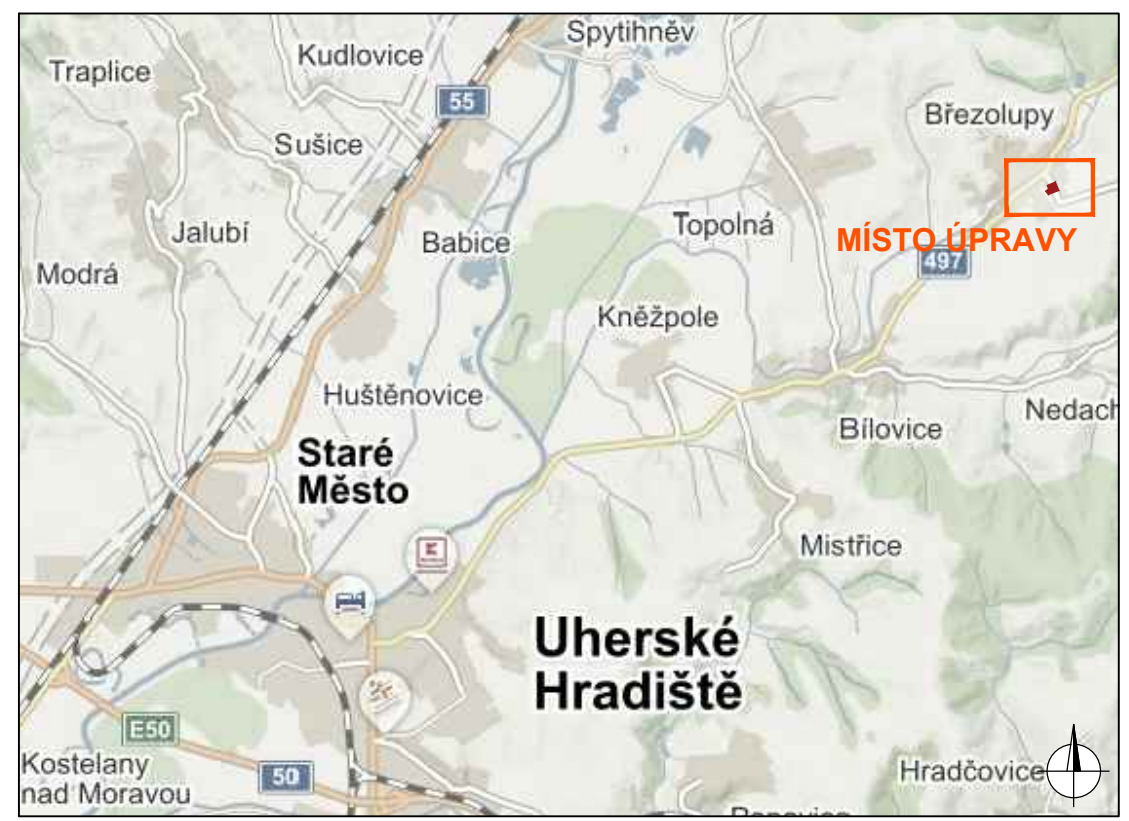 Spytihněv
Kudlovice
Traplice
55
Březolupy
Sušice
Jalubí
Babice
Topolná
MÍSTO ÚPRAVY
497
Modrá
Kněžpole
Huštěnovice
Nedach
Bílovice
Staré
Město
Mistřice
K
Uherské
Hradiště
E50
Kostelany
nad Moravou
50
Hradčovice